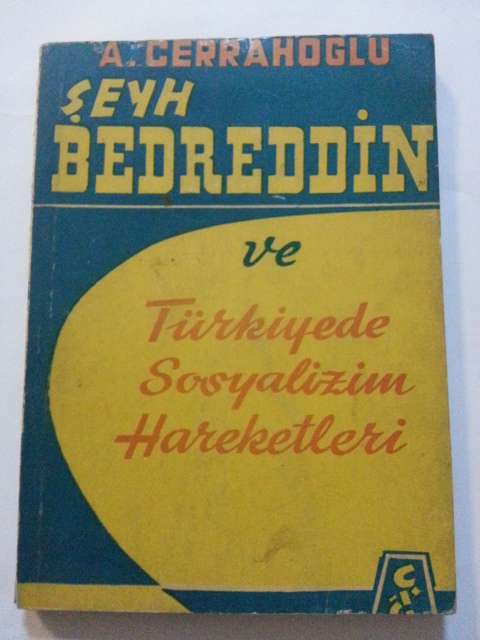 A. CERRAHOĞLU
ŞEYH
BEDREDDİN
ve
Türkiyede
Sosyalizim
Hareketleri